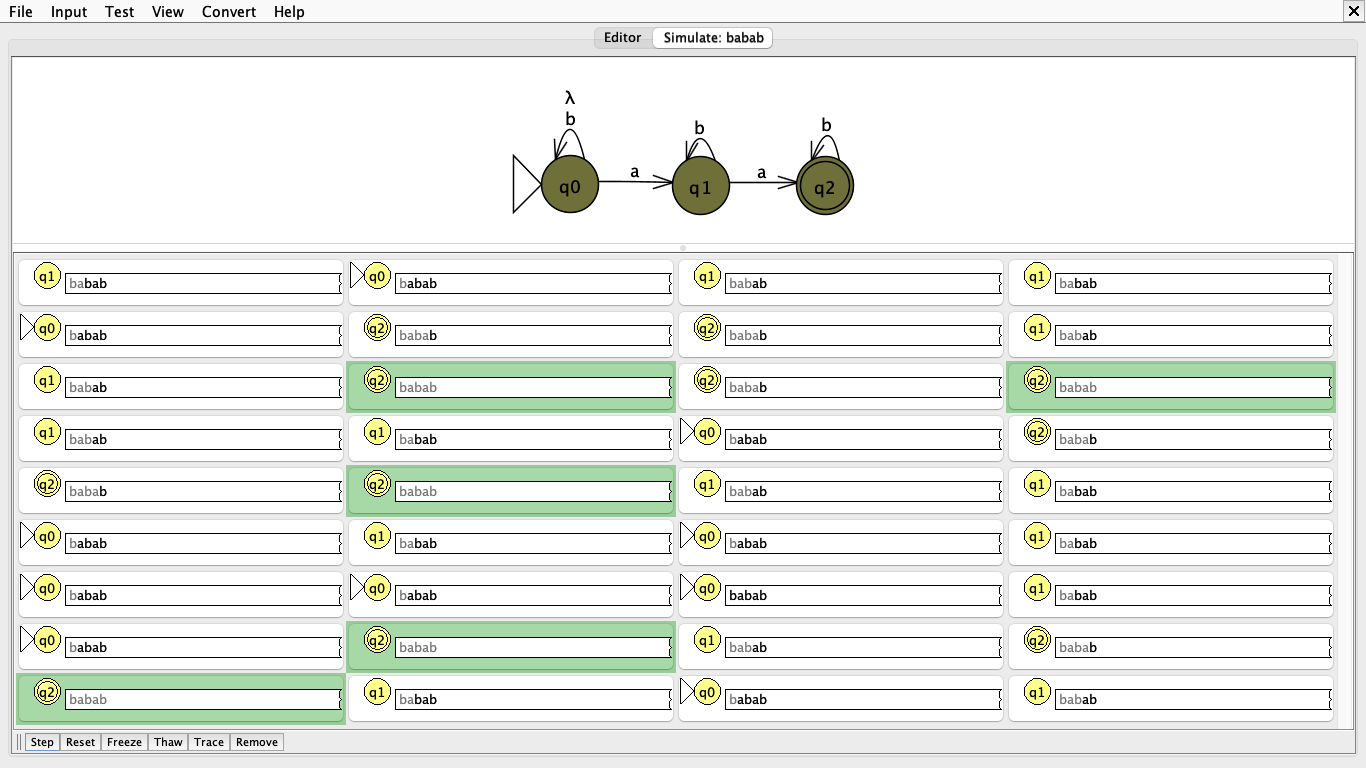 File Input Test View Convert Help
Editor Simulate: babab
λ
b b b
a a
q0 q1 q2
q1 babab q0 babab q1 babab q1 babab
q0 babab q2 babab q2 babab q1 babab
q1 babab q2 babab q2 babab q2 babab
q1 babab q1 babab q0 babab q2 babab
q2 babab q2 babab q1 babab q1 babab
q0 babab q1 babab q0 babab q1 babab
q0 babab q0 babab q0 babab q1 babab
q0 babab q2 babab q1 babab q2 babab
q2 babab q1 babab q0 babab q1 babab
Step Reset Freeze Thaw Trace Remove